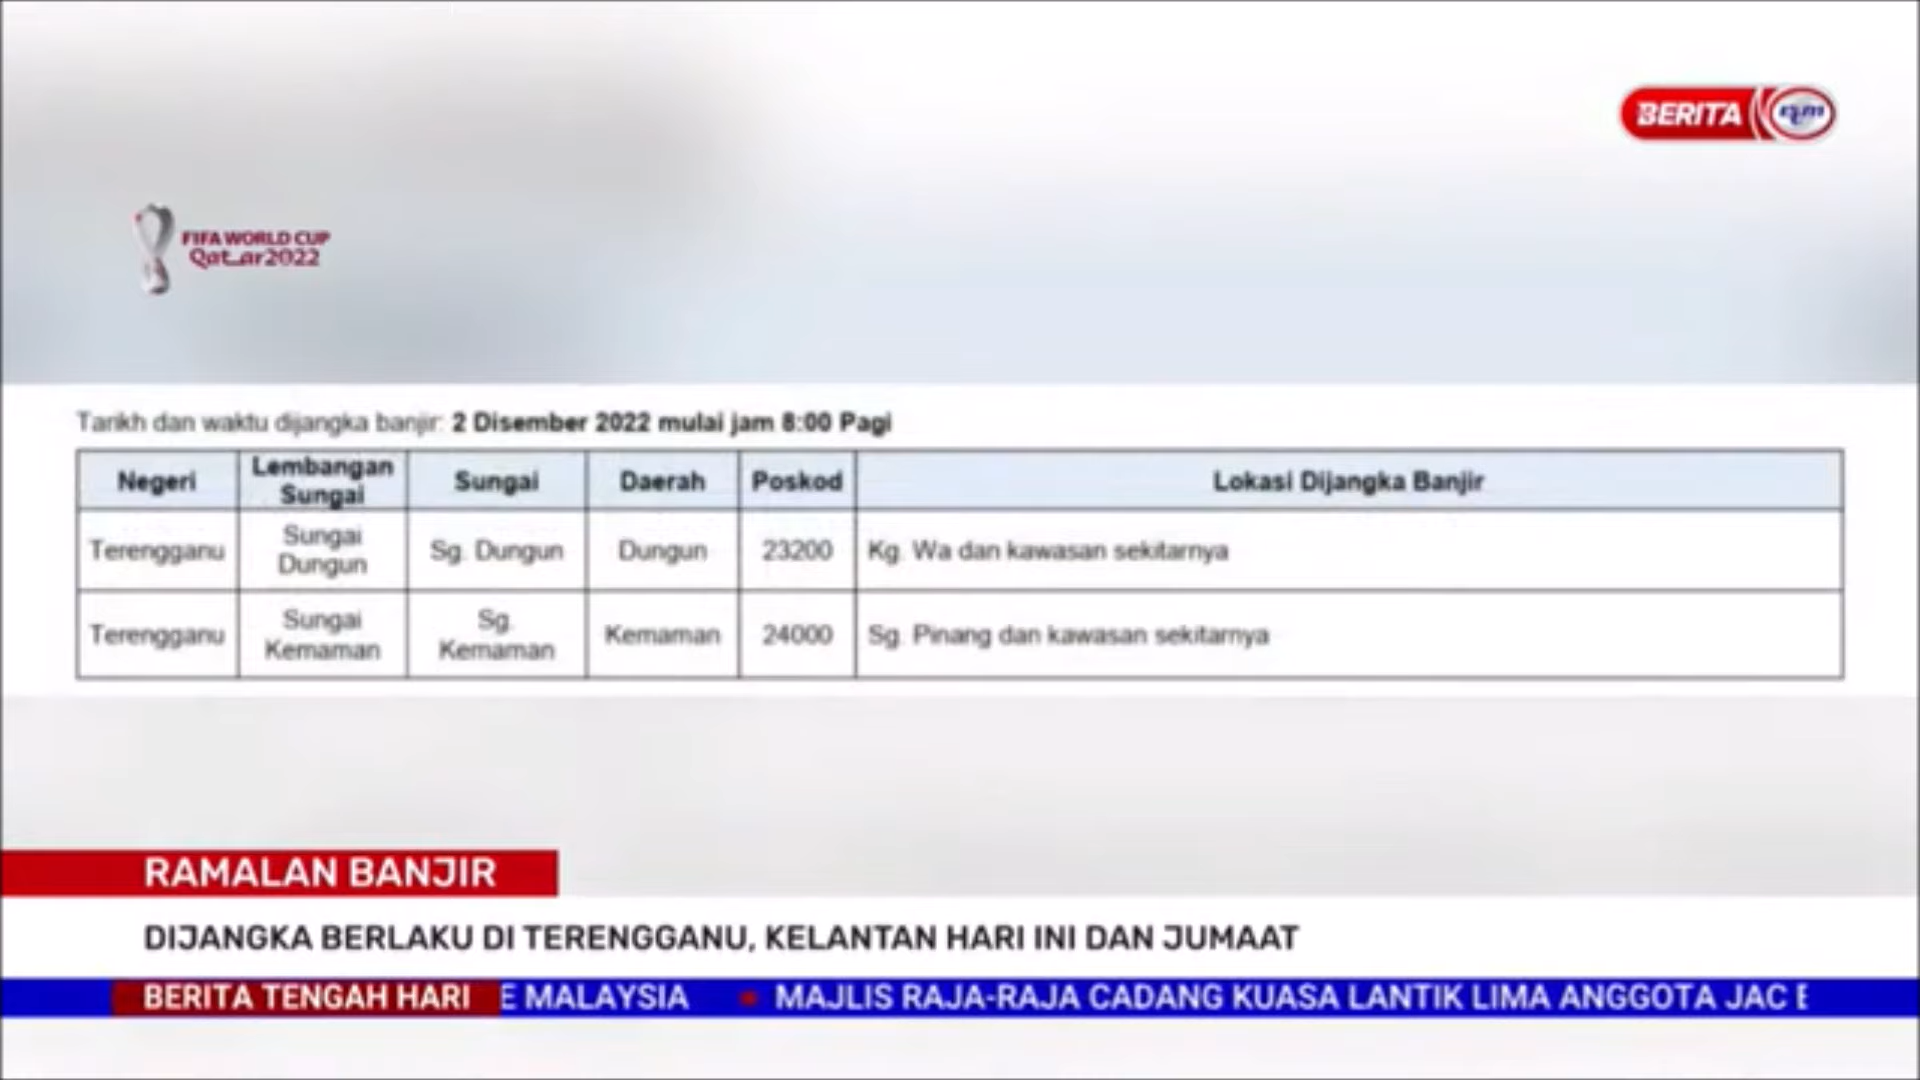 BERITA rtm
FIFA WORLD CUP
Qatar2022
Tarikh dan waktu dijangka banjir: 2 Disember 2022 mulai jam 8:00 Pagi
Negeri Lembangan Sungai Sungai Daerah Poskod Lokasi Dijangka Banjir
Terengganu Sungai Dungun Sg. Dungun Dungun 23200 Kg. Wa dan kawasan sekitarnya
Terengganu Sungai Kemaman Sg. Kemaman Kemaman 24000 Sg. Pinang dan kawasan sekitarnya
RAMALAN BANJIR
DIJANGKA BERLAKU DI TERENGGANU, KELANTAN HARI INI DAN JUMAAT
BERITA TENGAH HARI E MALAYSIA MAJLIS RAJA-RAJA CADANG KUASA LANTIK LIMA ANGGOTA JAC